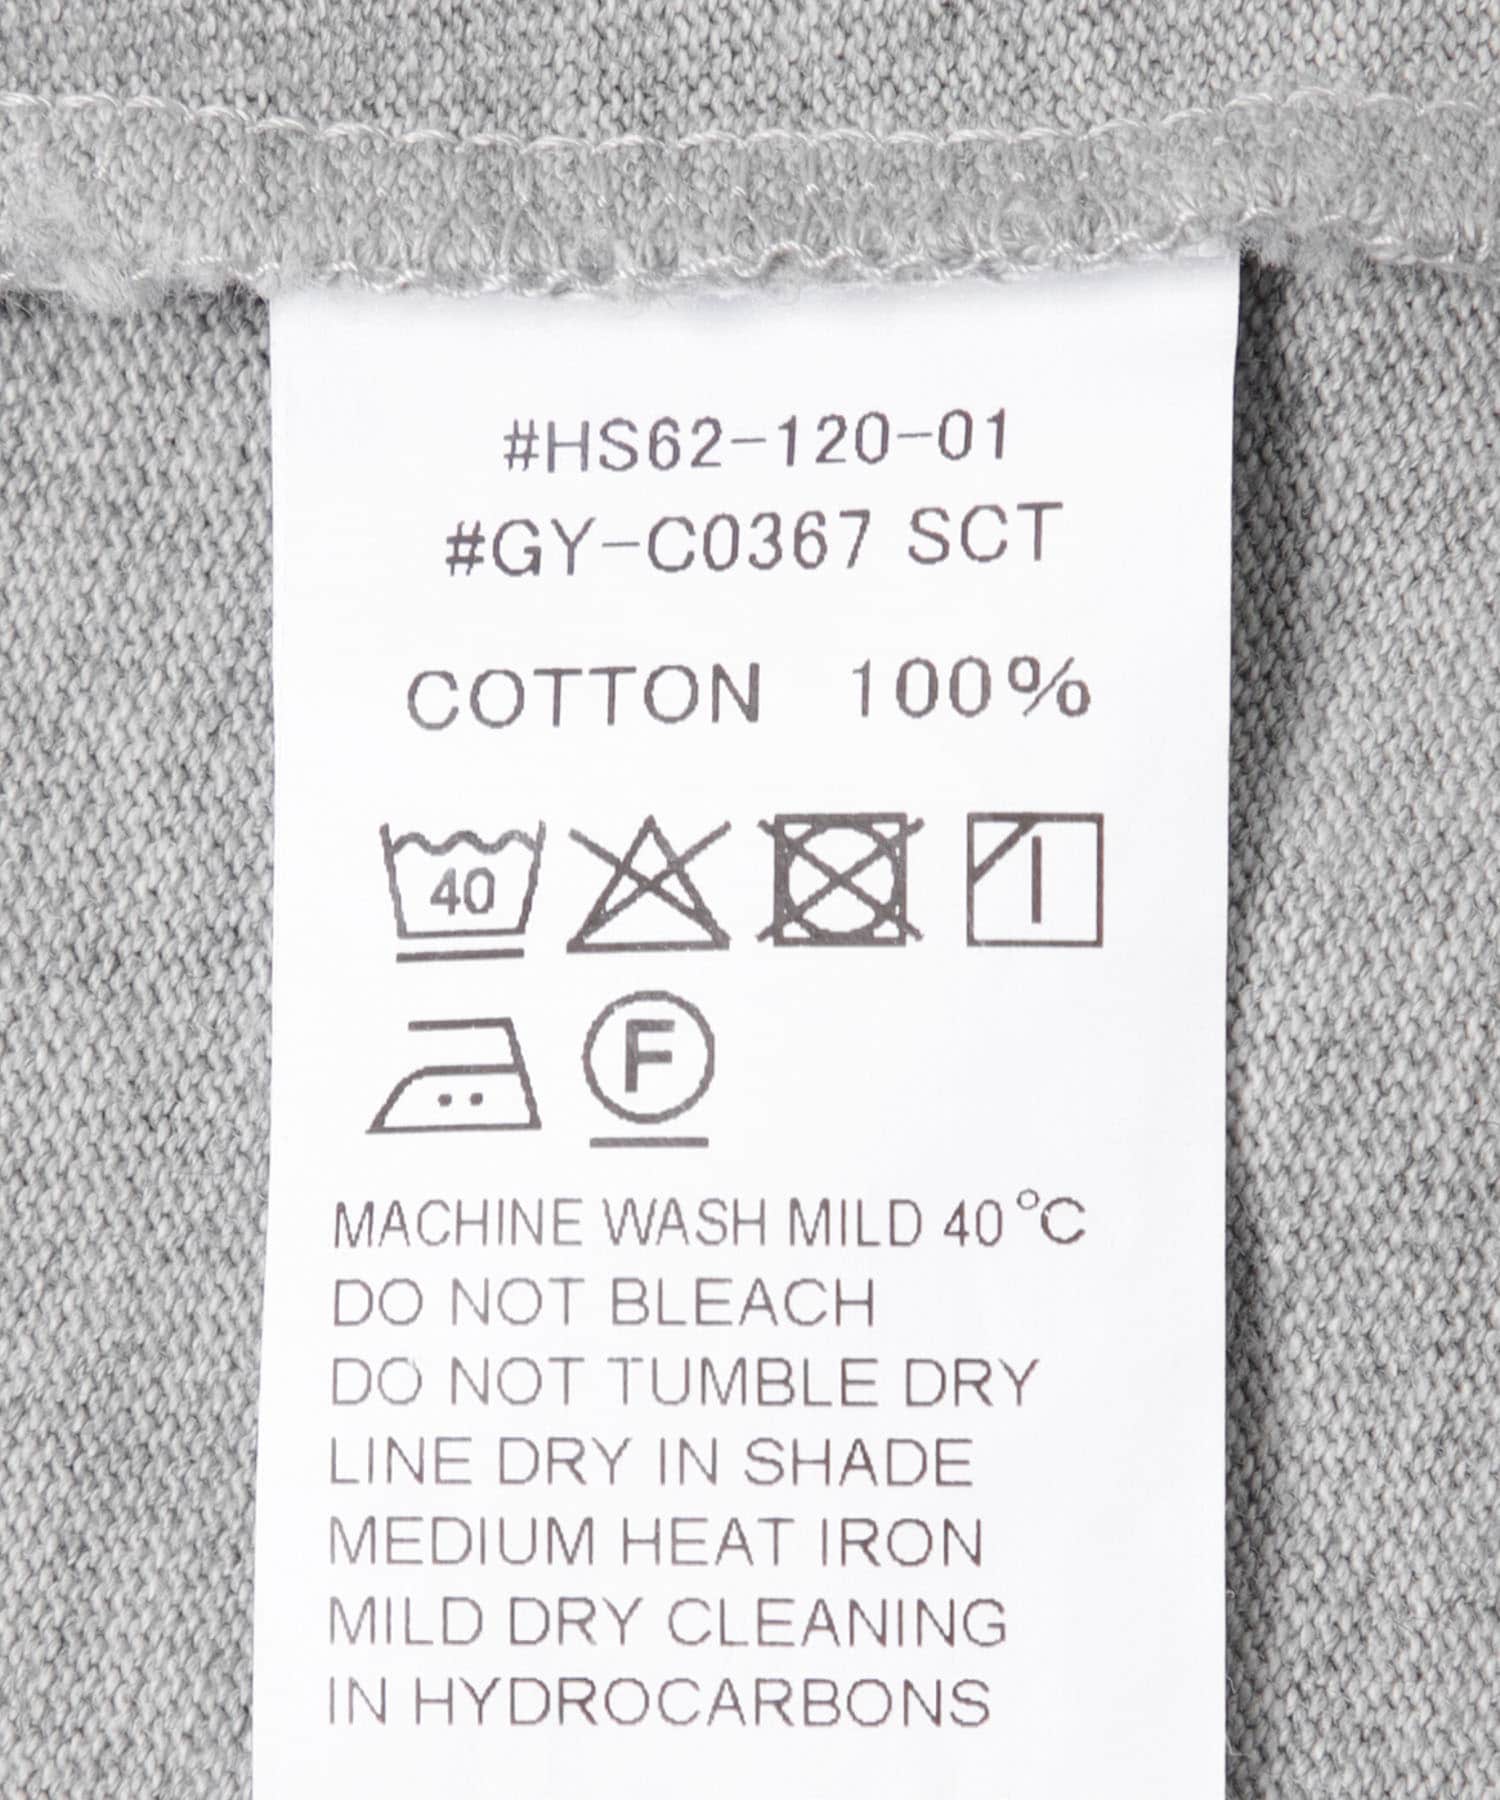 #HS62-120-01
#GY-C0367 SCT
COTTON 100%
40
F
MACHINE WASH MILD 40℃
DO NOT BLEACH
DO NOT TUMBLE DRY
LINE DRY IN SHADE
MEDIUM HEAT IRON
MILD DRY CLEANING
IN HYDROCARBONS